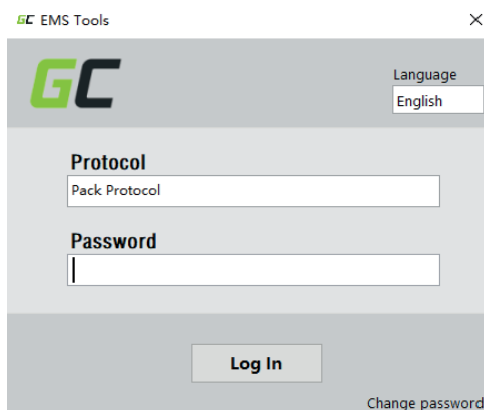 GC EMS Tools
GC
Language
English
Protocol
Pack Protocol
Password
Log In
Change password